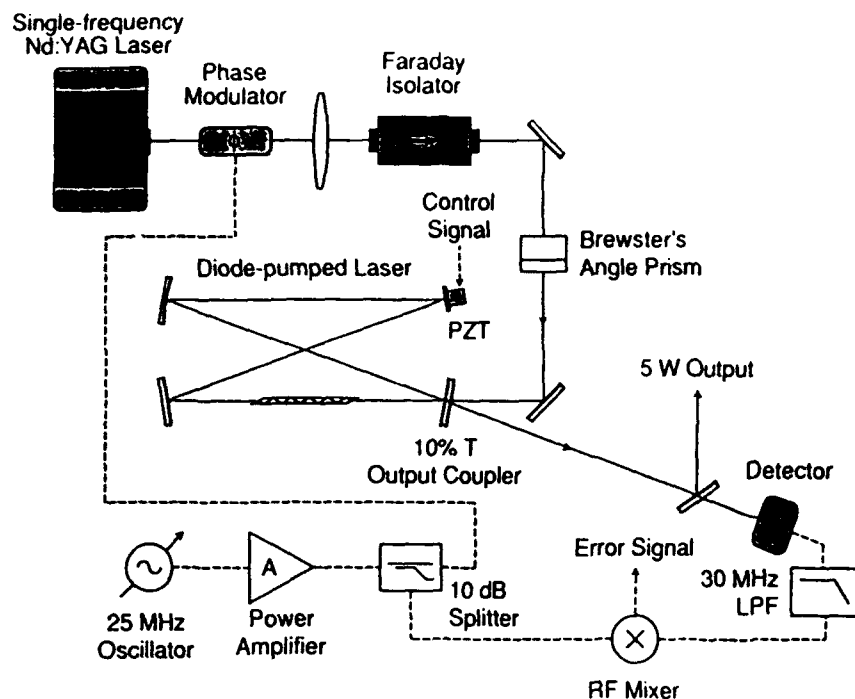 Single-frequency
Nd:YAG Laser
Phase
Modulator
Faraday
Isolator
Control
Signal
Brewster's
Angle Prism
Diode-pumped Laser
PZT
5 W Output
10% T
Output Coupler
Detector
Error Signal
30 MHz
LPF
A
10 dB
Splitter
25 MHz
Oscillator
Power
Amplifier
RF Mixer